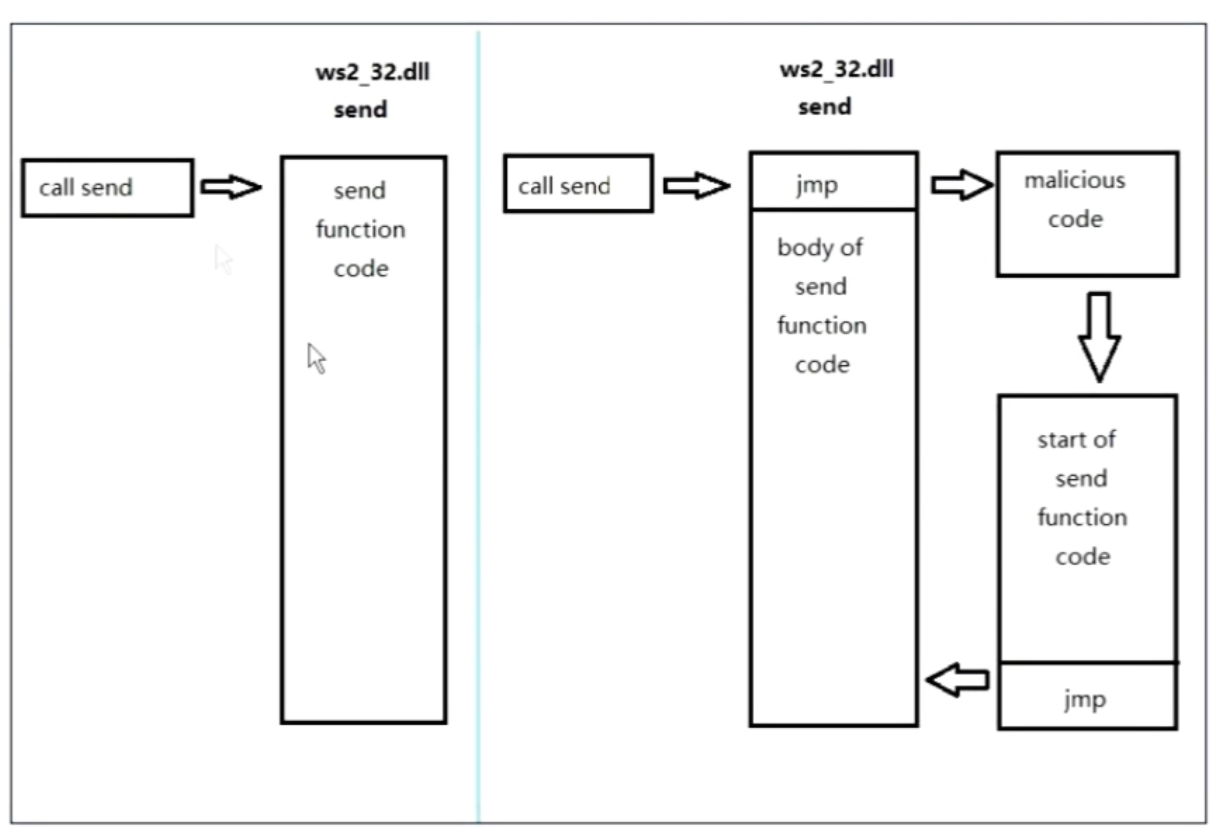 ws2_32.dll
send
call send
send
function
code
ws2_32.dll
send
call send
jmp
body of
send
function
code
malicious
code
start of
send
function
code
jmp